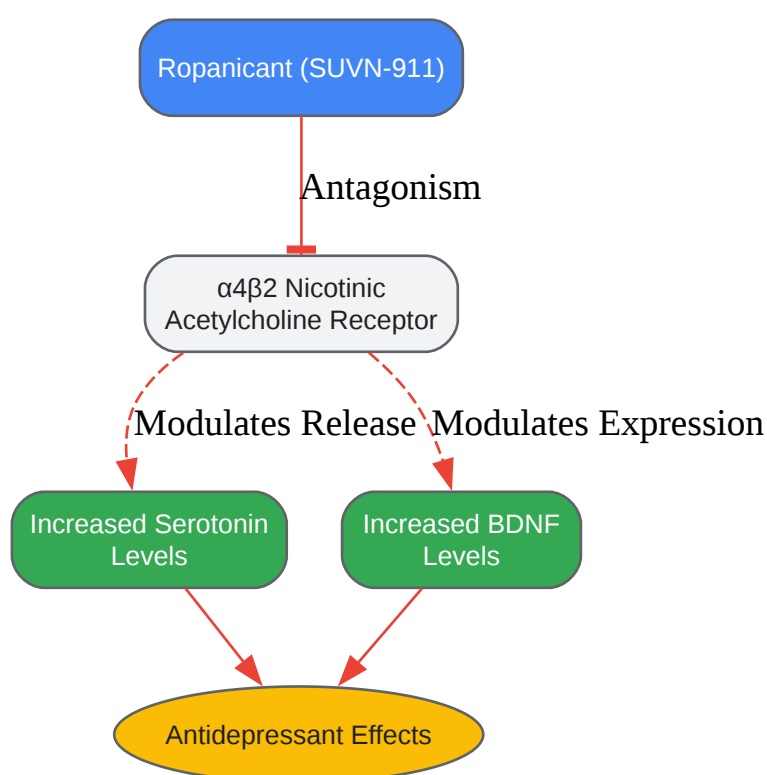 Ropanicant (SUVN-911)
Antagonism
α4β2 Nicotinic
Acetylcholine Receptor
Modulates Release
Modulates Expression
Increased Serotonin
Levels
Increased BDNF
Levels
Antidepressant Effects